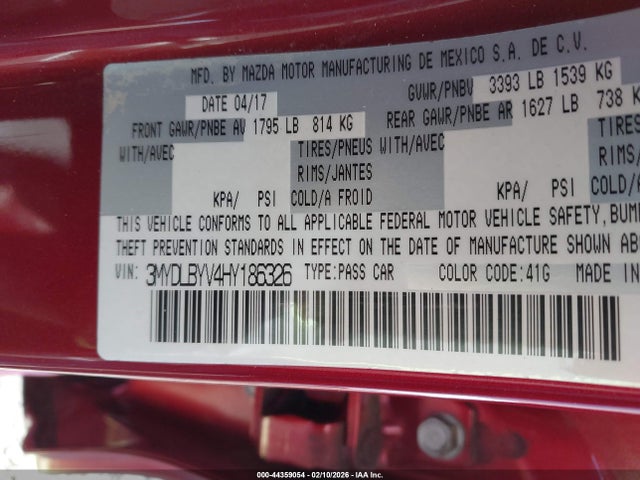 MFD. BY MAZDA MOTOR MANUFACTURING DE MEXICO S.A. DE C.V.
DATE 04/17 GVWR/PNBV 3393 LB 1539 KG
FRONT GAWR/PNBE AV 1795 LB 814 KG REAR GAWR/PNBE AR 1627 LB 738 K
WITH/AVEC TIRES/PNEUS WITH/AVEC TIRES
RIMS/JANTES RIMS/
KPA/ PSI COLD/A FROID KPA/ PSI COLD/A
THIS VEHICLE CONFORMS TO ALL APPLICABLE FEDERAL MOTOR VEHICLE SAFETY, BUMP
THEFT PREVENTION STANDARDS IN EFFECT ON THE DATE OF MANUFACTURE SHOWN ABO
VIN: 3MYDLBYV4HY186326 TYPE:PASS CAR COLOR CODE:41G MADE IN
000-44359054 - 02/10/2026 - IAA Inc.